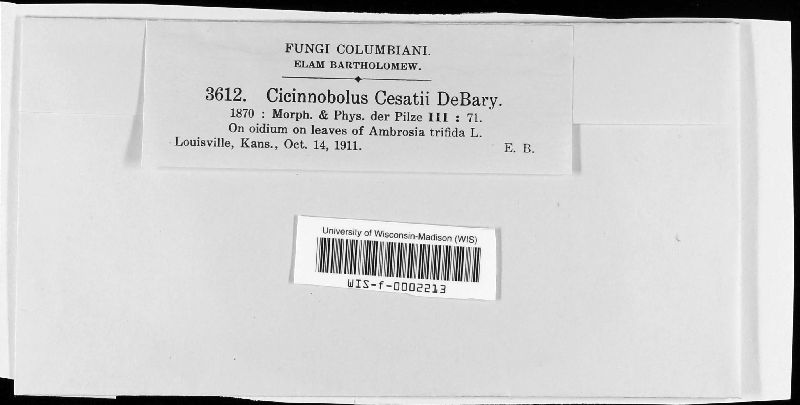 FUNGI COLUMBIANI.
ELAM BARTHOLOMEW.
3612. Cicinnobolus Cesatii DeBary.
1870 : Morph. & Phys. der Pilze III : 71.
On oidium on leaves of Ambrosia trifida L.
Louisville, Kans., Oct. 14, 1911. E. B.
University of Wisconsin-Madison (WIS)
WIS-f-0002213